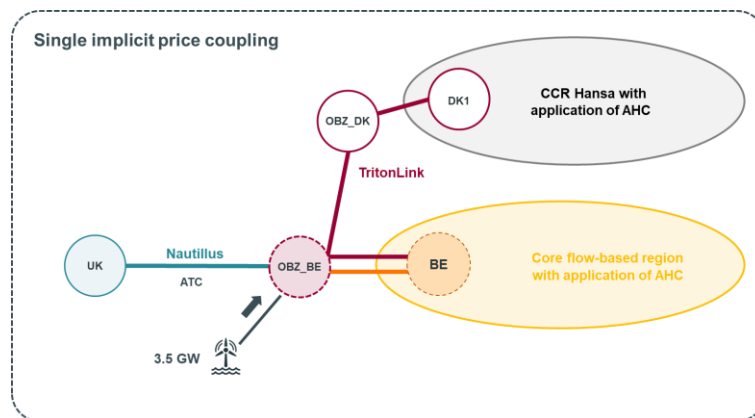 Single implicit price coupling
DK1
CCR Hansa with
application of AHC
OBZ_DK
TritonLink
UK
Nautillus
ATC
OBZ_BE
BE
Core flow-based region
with application of AHC
3.5 GW